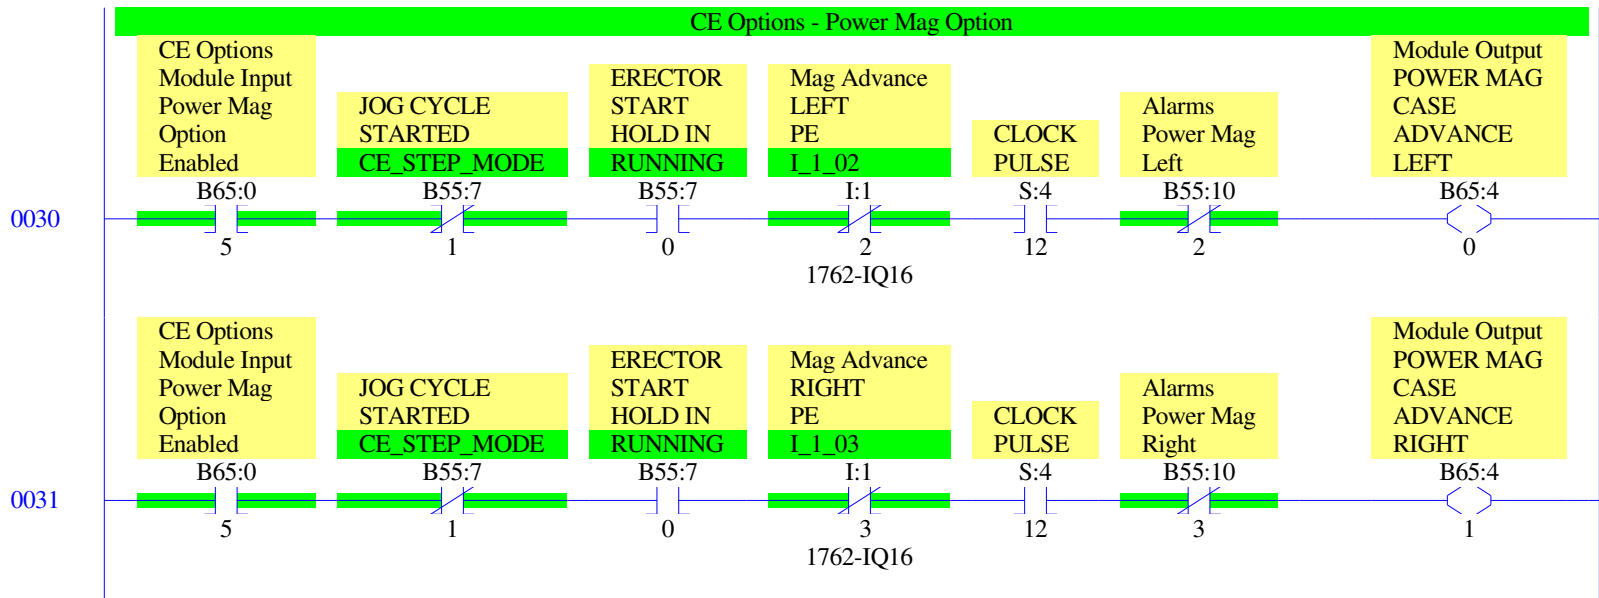 CE Options - Power Mag Option
CE Options
Module Input
Power Mag
Option
Enabled
B65:0
5
JOG CYCLE
STARTED
CE_STEP_MODE
B55:7
1
ERECTOR
START
HOLD IN
RUNNING
B55:7
0
Mag Advance
LEFT
PE
I_1_02
I:1
2
1762-IQ16
CLOCK
PULSE
S:4
12
Alarms
Power Mag
Left
B55:10
2
Module Output
POWER MAG
CASE
ADVANCE
LEFT
B65:4
0
0030
CE Options
Module Input
Power Mag
Option
Enabled
B65:0
5
JOG CYCLE
STARTED
CE_STEP_MODE
B55:7
1
ERECTOR
START
HOLD IN
RUNNING
B55:7
0
Mag Advance
RIGHT
PE
I_1_03
I:1
3
1762-IQ16
CLOCK
PULSE
S:4
12
Alarms
Power Mag
Right
B55:10
3
Module Output
POWER MAG
CASE
ADVANCE
RIGHT
B65:4
1
0031